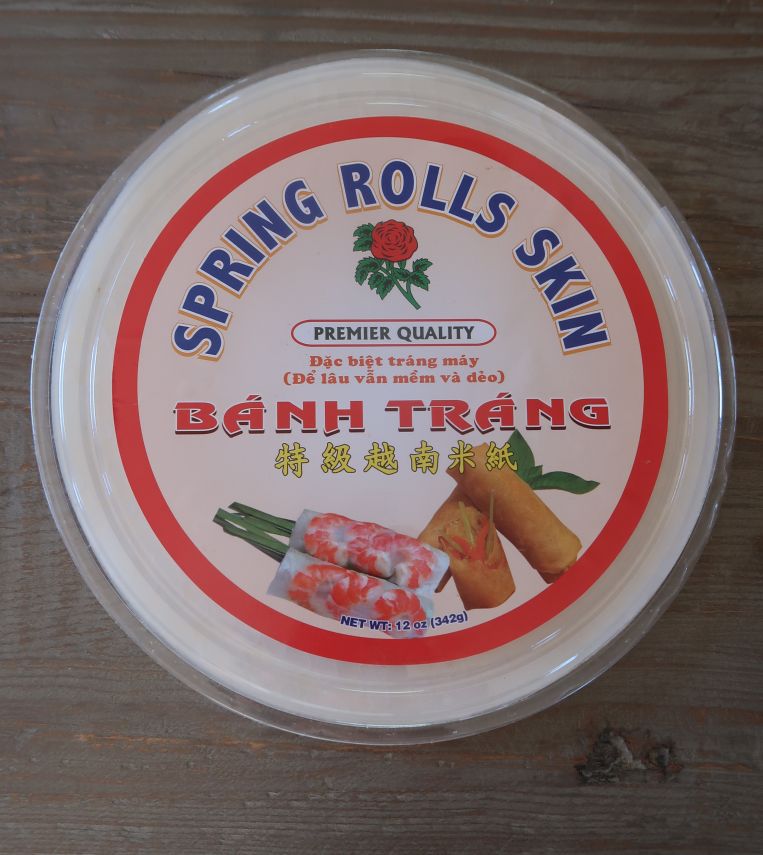 SPRING ROLLS SKIN
PREMIER QUALITY
Đặc biệt tráng máy
(Để lâu vẫn mềm và dẻo)
BÁNH TRÁNG
特級越南米紙
NET WT: 12 oz (342g)